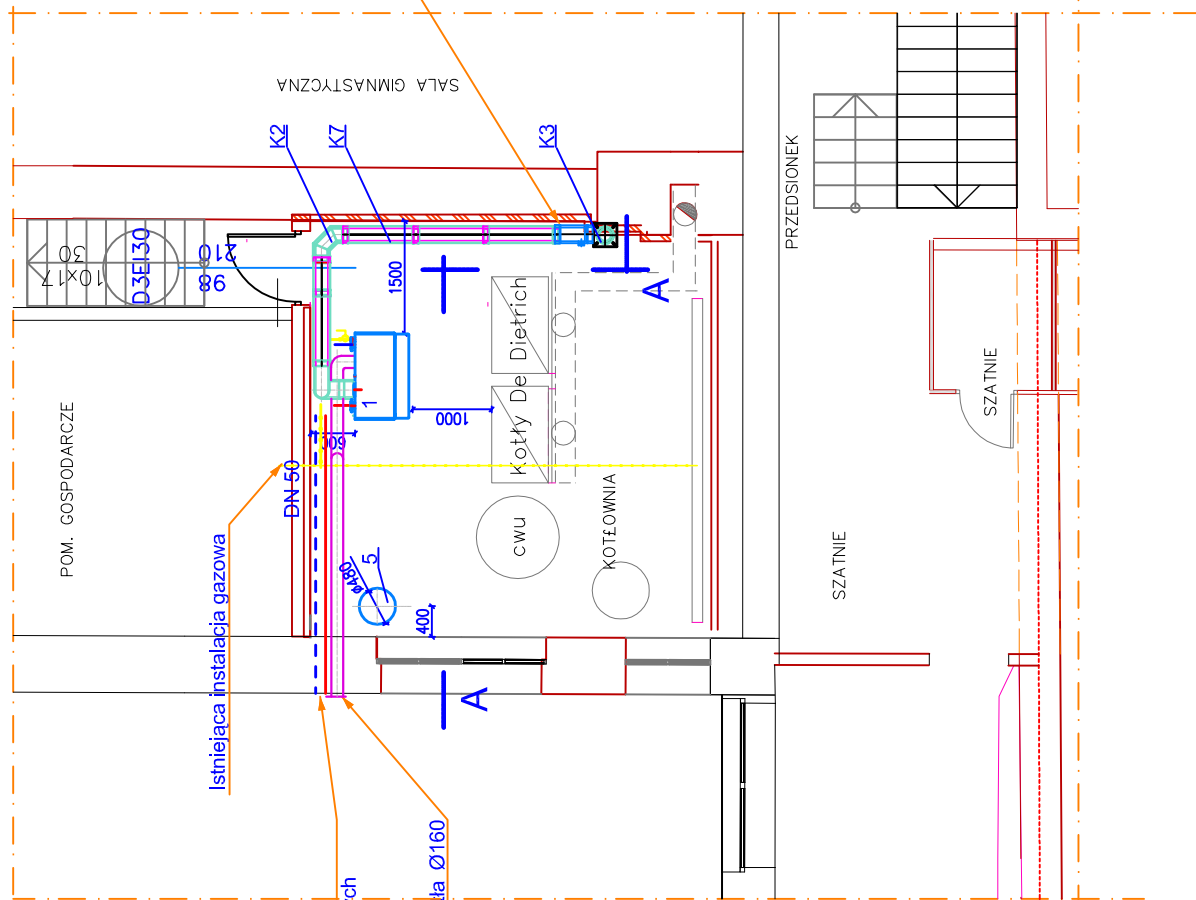 SALA GIMNASTYCZNA
K2
K7
K3
PRZEDSIONEK
10x17
30
D3EI30
98
210
1500
A
Kotły De Dietrich
1
1000
600
SZATNIE
POM. GOSPODARCZE
DN 50
cwu
KOTŁOWNIA
Istniejąca instalacja gazowa
ø480
5
400
SZATNIE
A
Ø160